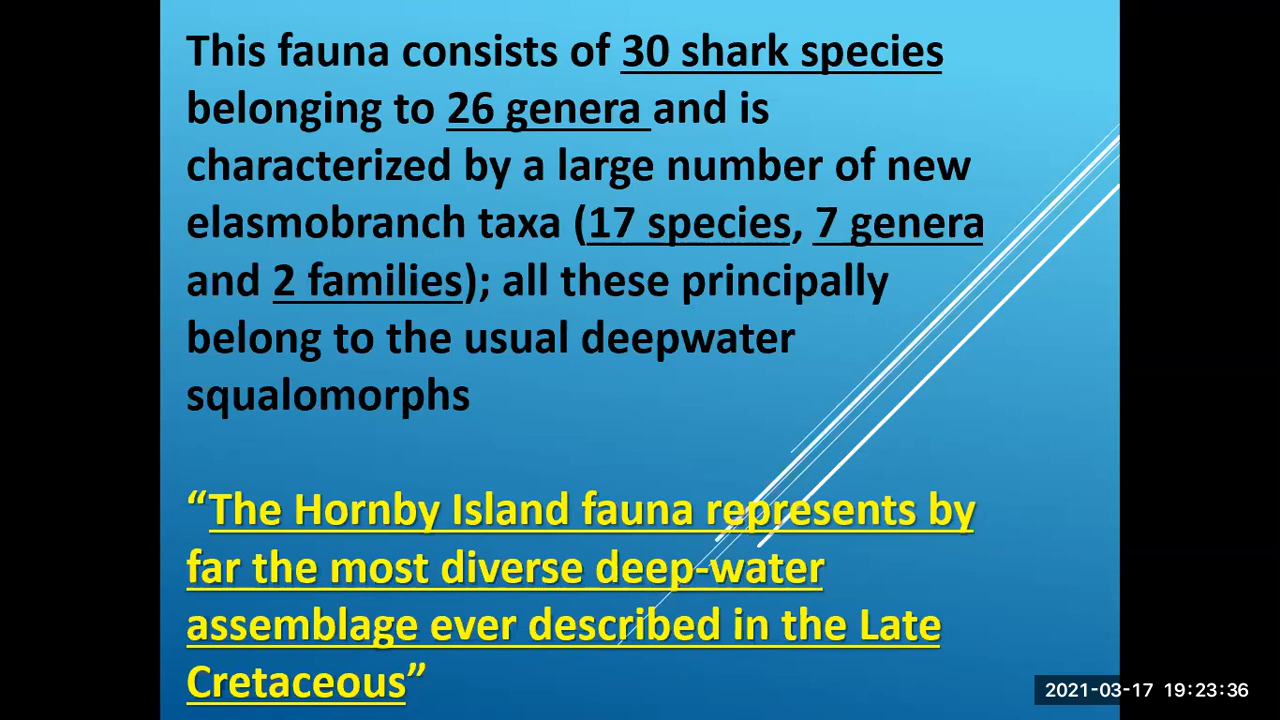 This fauna consists of 30 shark species
belonging to 26 genera and is
characterized by a large number of new
elasmobranch taxa (17 species, 7 genera
and 2 families); all these principally
belong to the usual deepwater
squalomorphs
“The Hornby Island fauna represents by
far the most diverse deep-water
assemblage ever described in the Late
Cretaceous”
2021-03-17 19:23:36